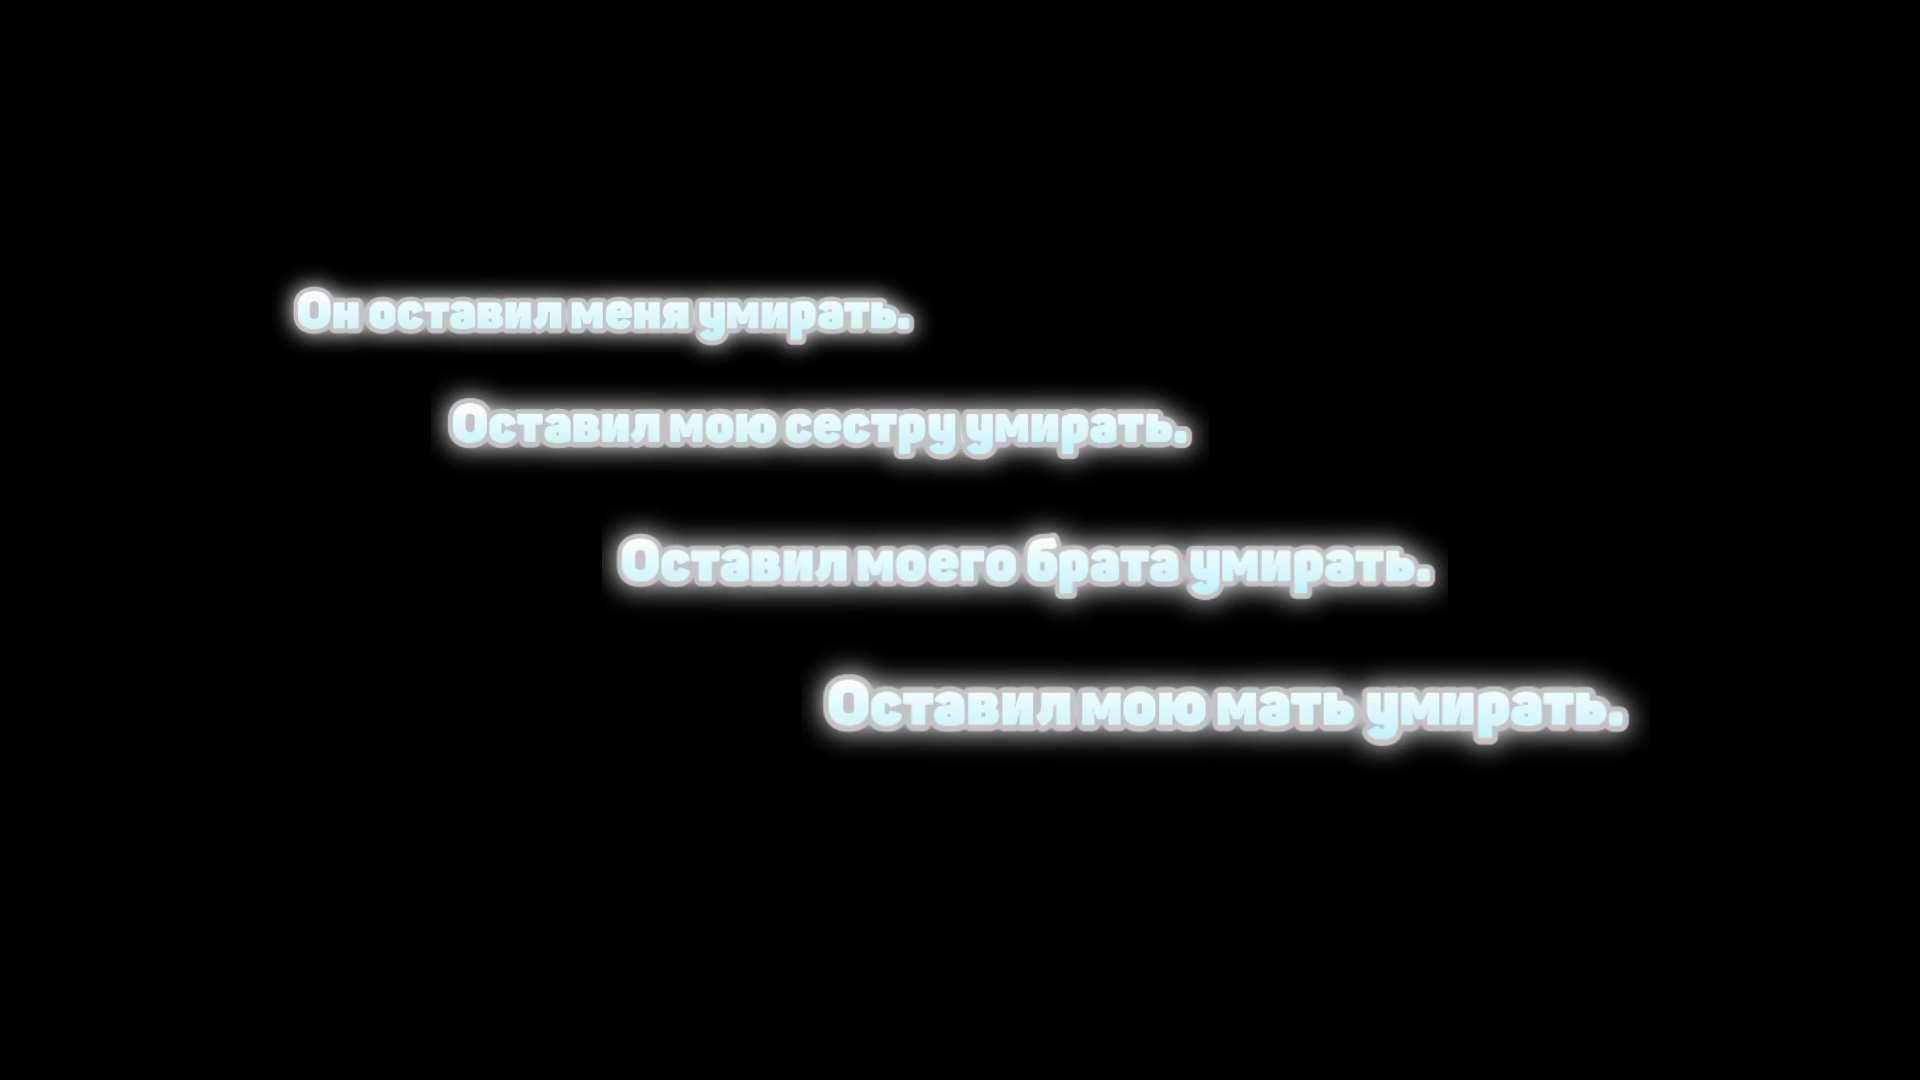 Он оставил меня умирать.
Оставил мою сестру умирать.
Оставил моего брата умирать.
Оставил мою мать умирать.